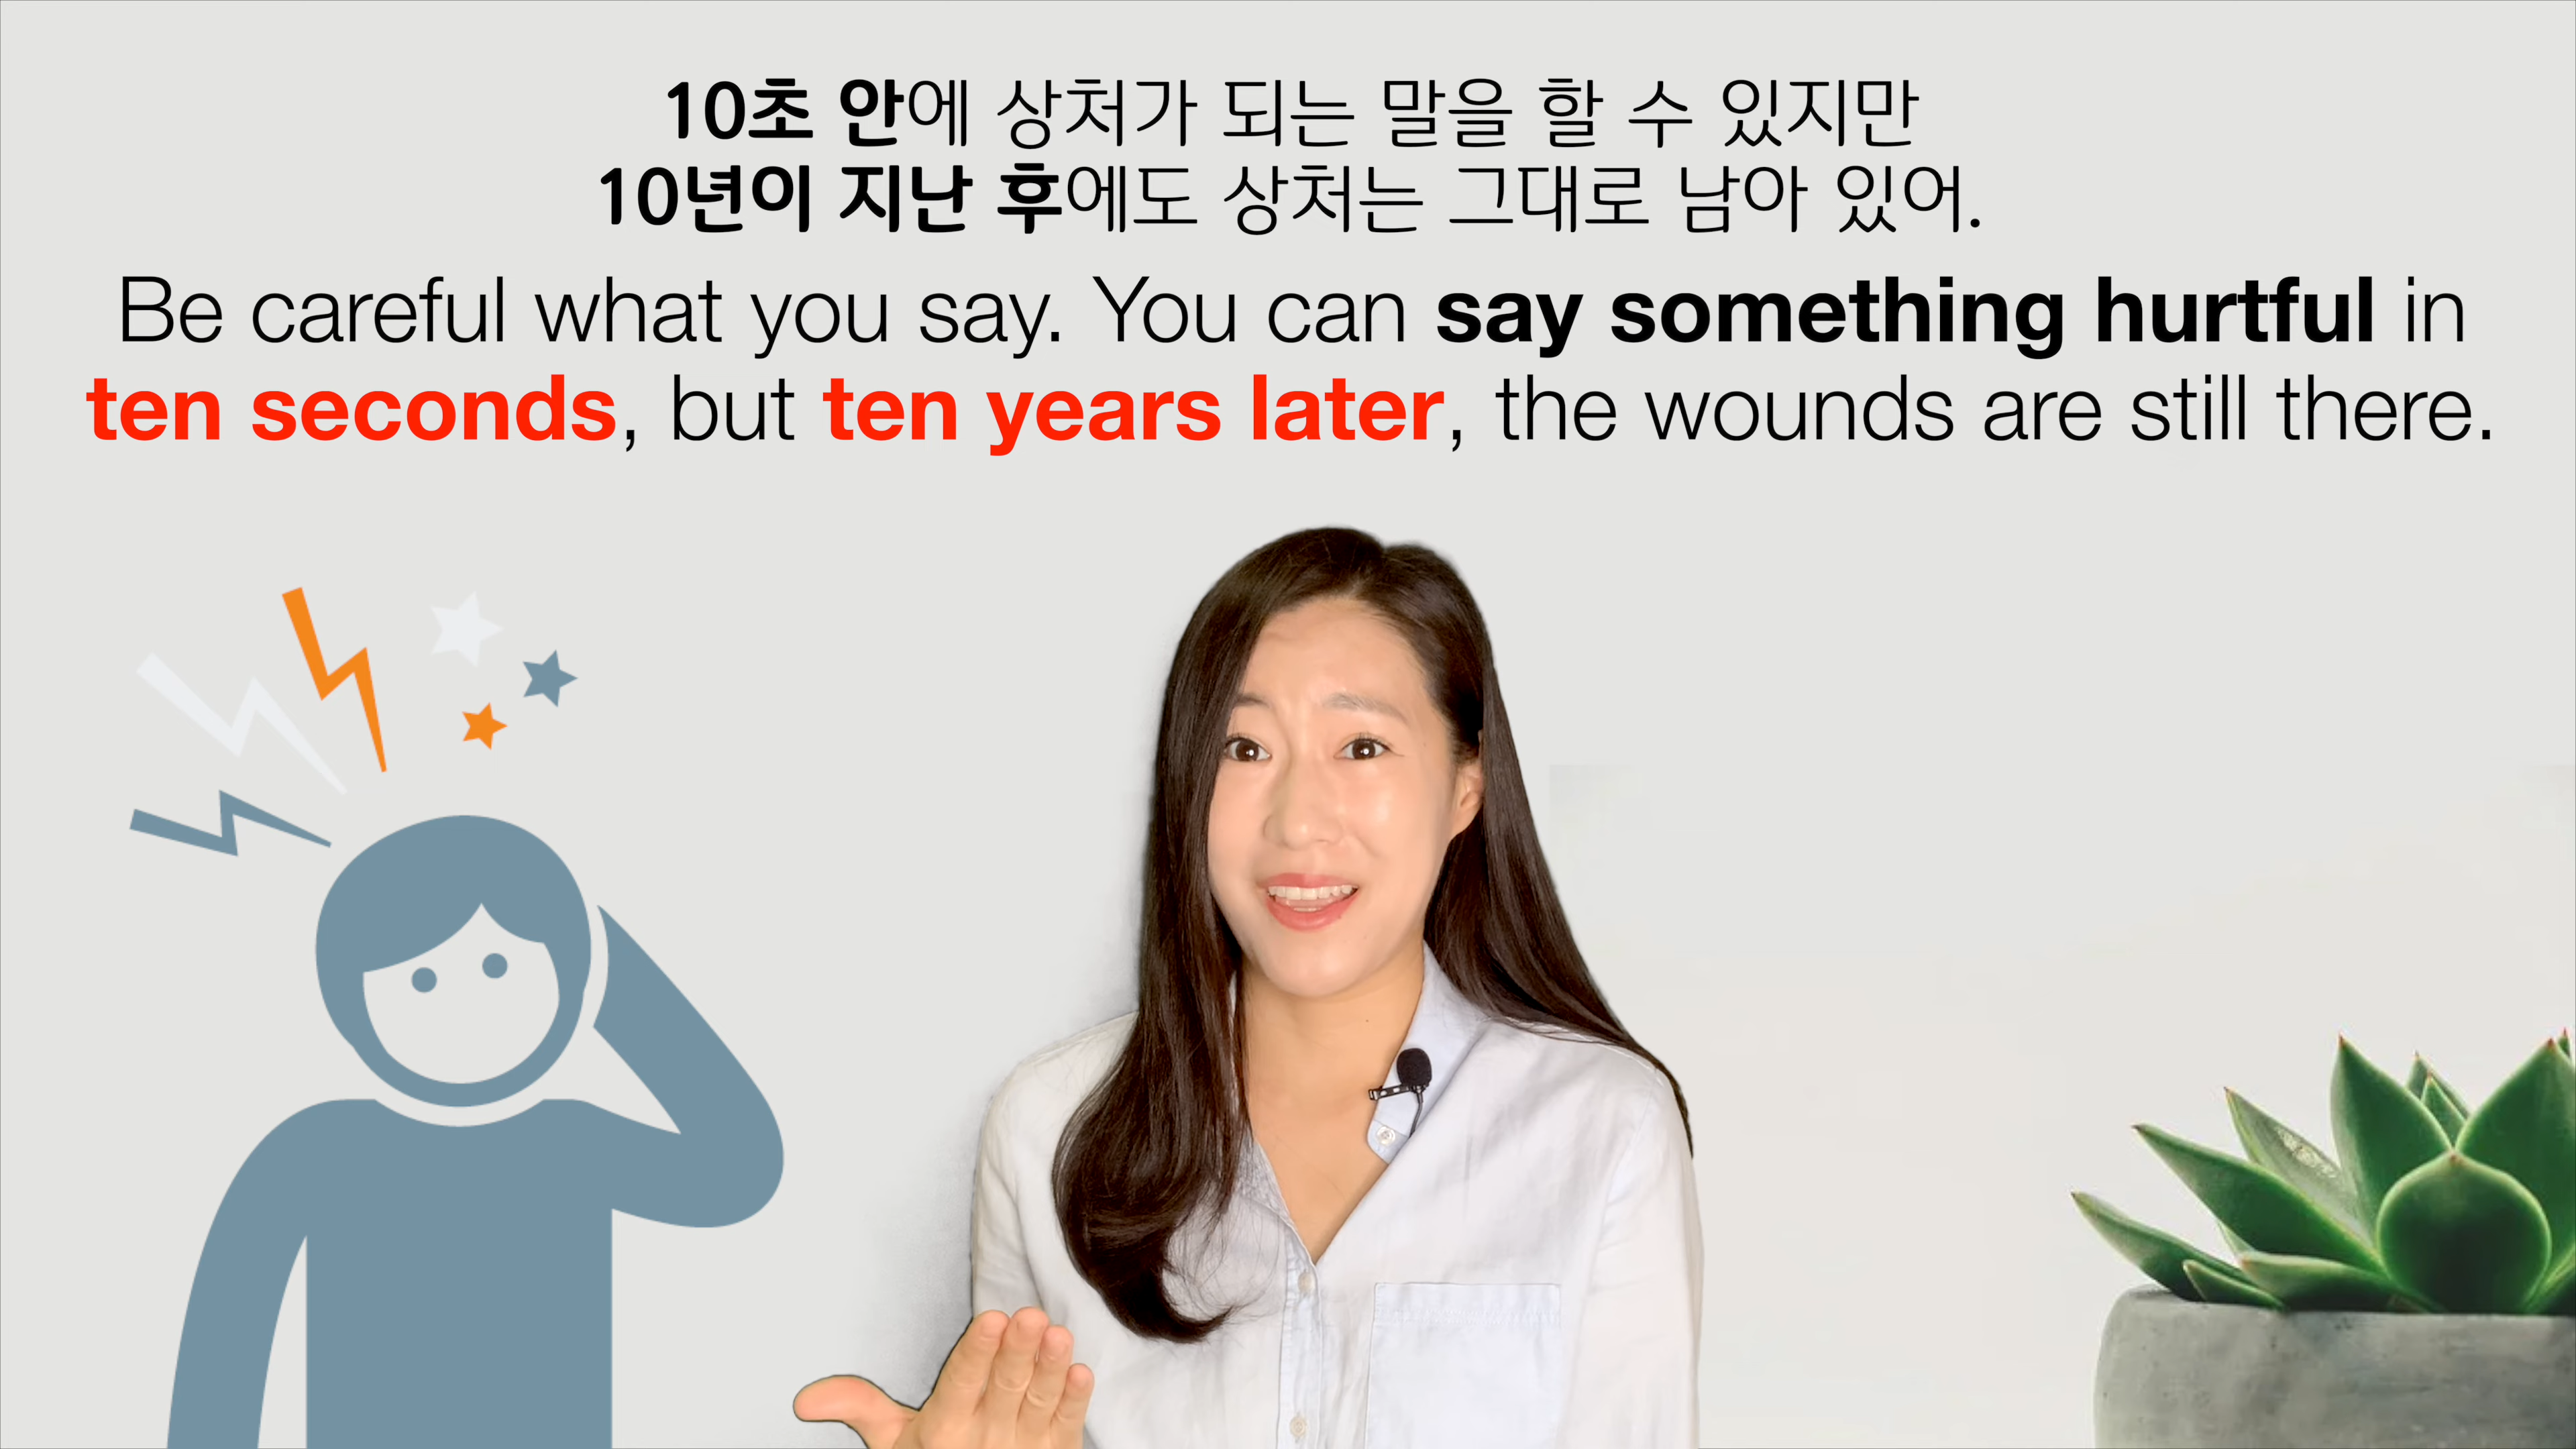 10초 안에 상처가 되는 말을 할 수 있지만
10년이 지난 후에도 상처는 그대로 남아 있어.
Be careful what you say. You can say something hurtful in
ten seconds, but ten years later, the wounds are still there.